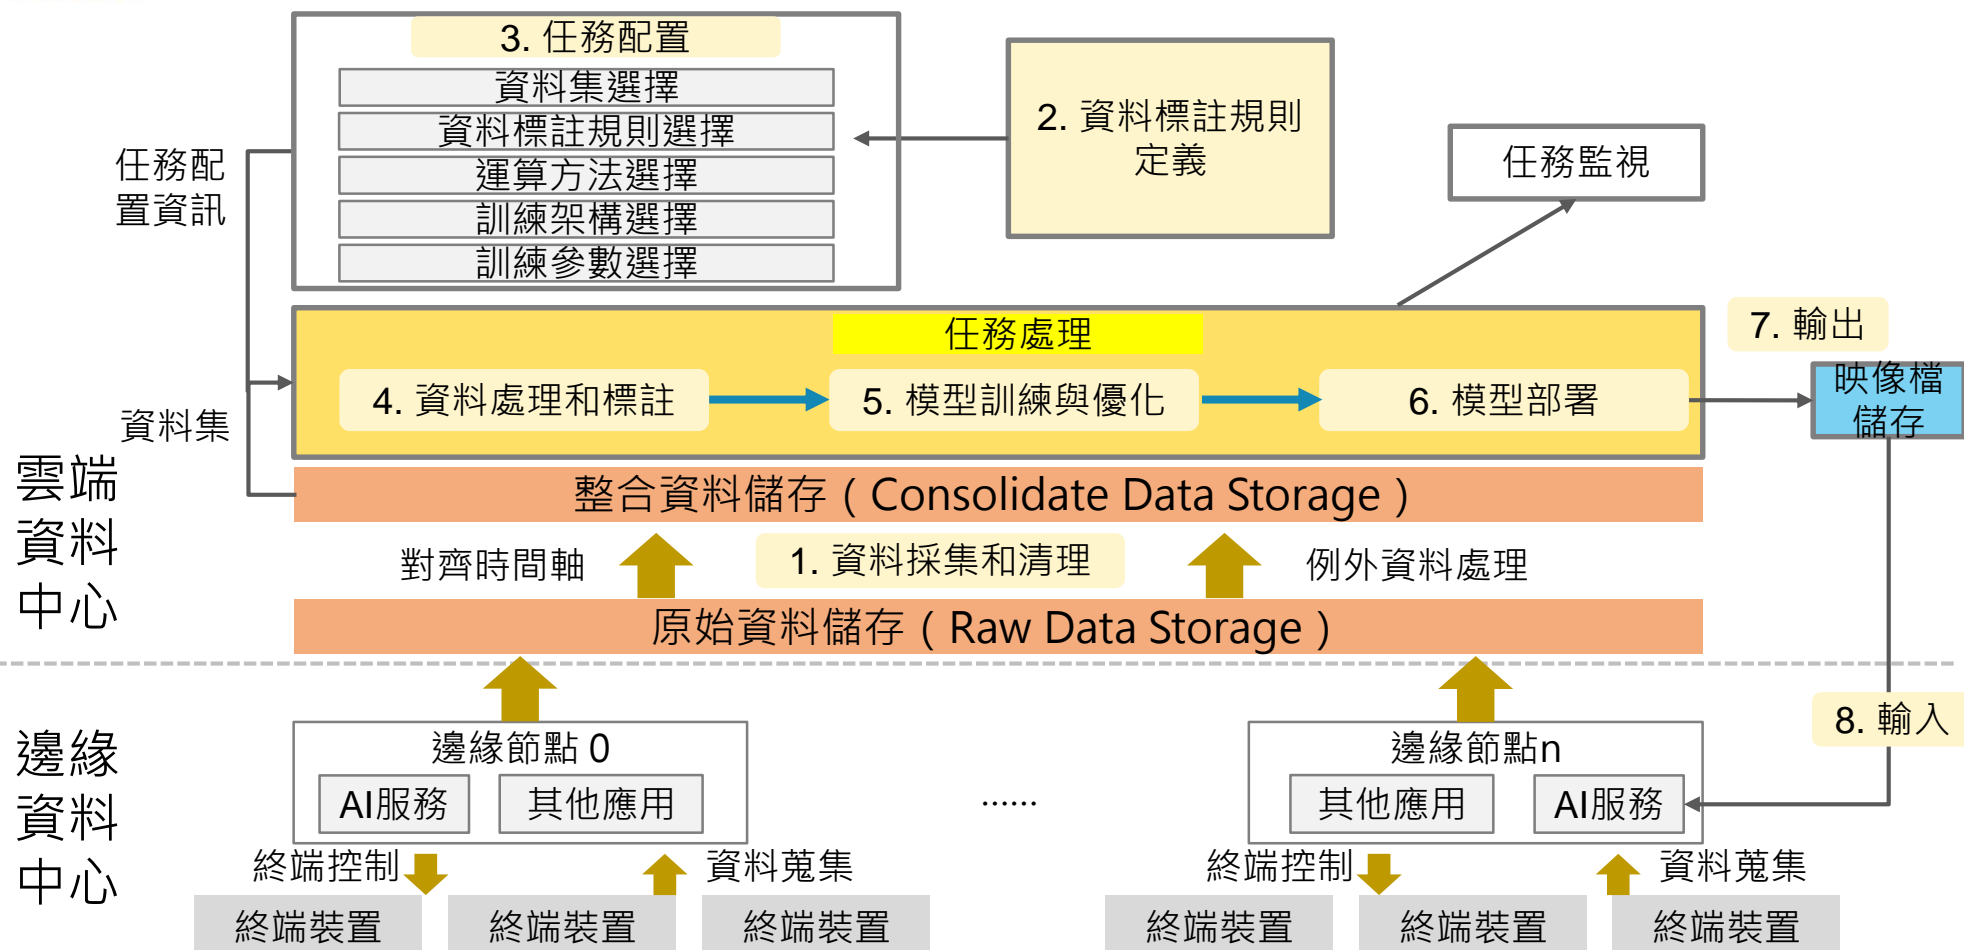 3. 任務配置
資料集選擇
資料標註規則選擇
運算方法選擇
訓練架構選擇
訓練參數選擇
2. 資料標註規則
定義
任務監視
任務配
置資訊
任務處理
7. 輸出
4. 資料處理和標註
5. 模型訓練與優化
6. 模型部署
映像檔
儲存
資料集
雲端
資料
中心
整合資料儲存（Consolidate Data Storage）
對齊時間軸
1. 資料採集和清理
例外資料處理
原始資料儲存（Raw Data Storage）
8. 輸入
邊緣
資料
中心
邊緣節點 0
AI服務
其他應用
......
邊緣節點n
其他應用
AI服務
終端控制
資料蒐集
終端控制
資料蒐集
終端裝置
終端裝置
終端裝置
終端裝置
終端裝置
終端裝置